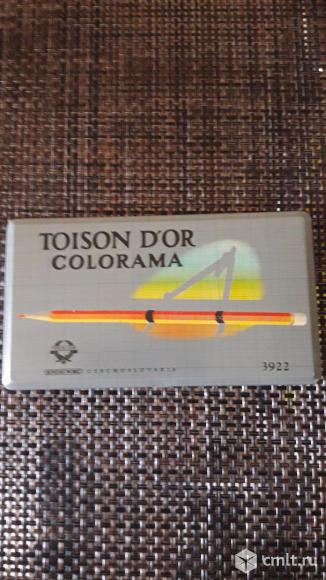 TOISON D'OR
COLORAMA
CZECHOSLOVAKIA
3922
cmlt.ru